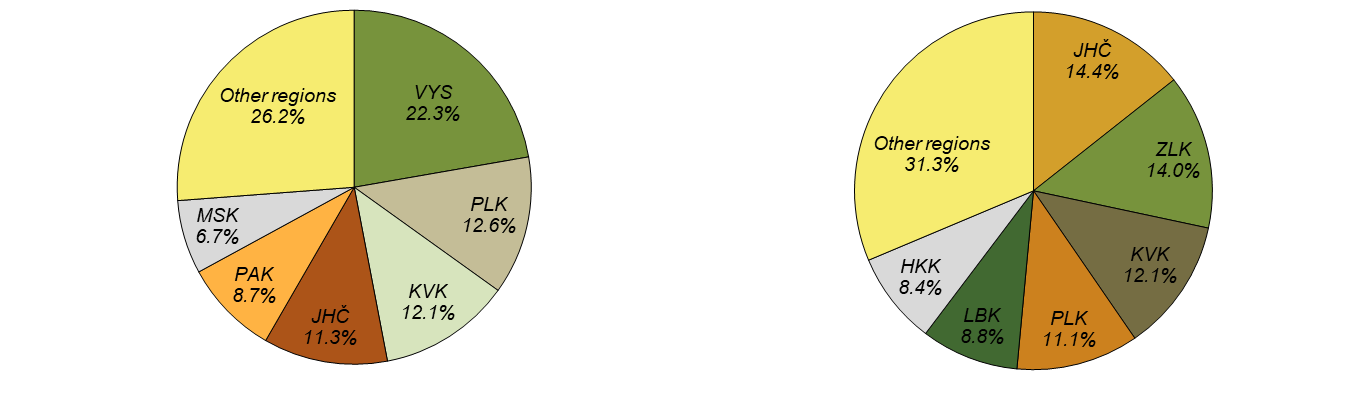 VYS
22.3%
PLK
12.6%
KVK
12.1%
JHČ
11.3%
PAK
8.7%
MSK
6.7%
Other regions
26.2%
JHČ
14.4%
ZLK
14.0%
KVK
12.1%
PLK
11.1%
LBK
8.8%
HKK
8.4%
Other regions
31.3%